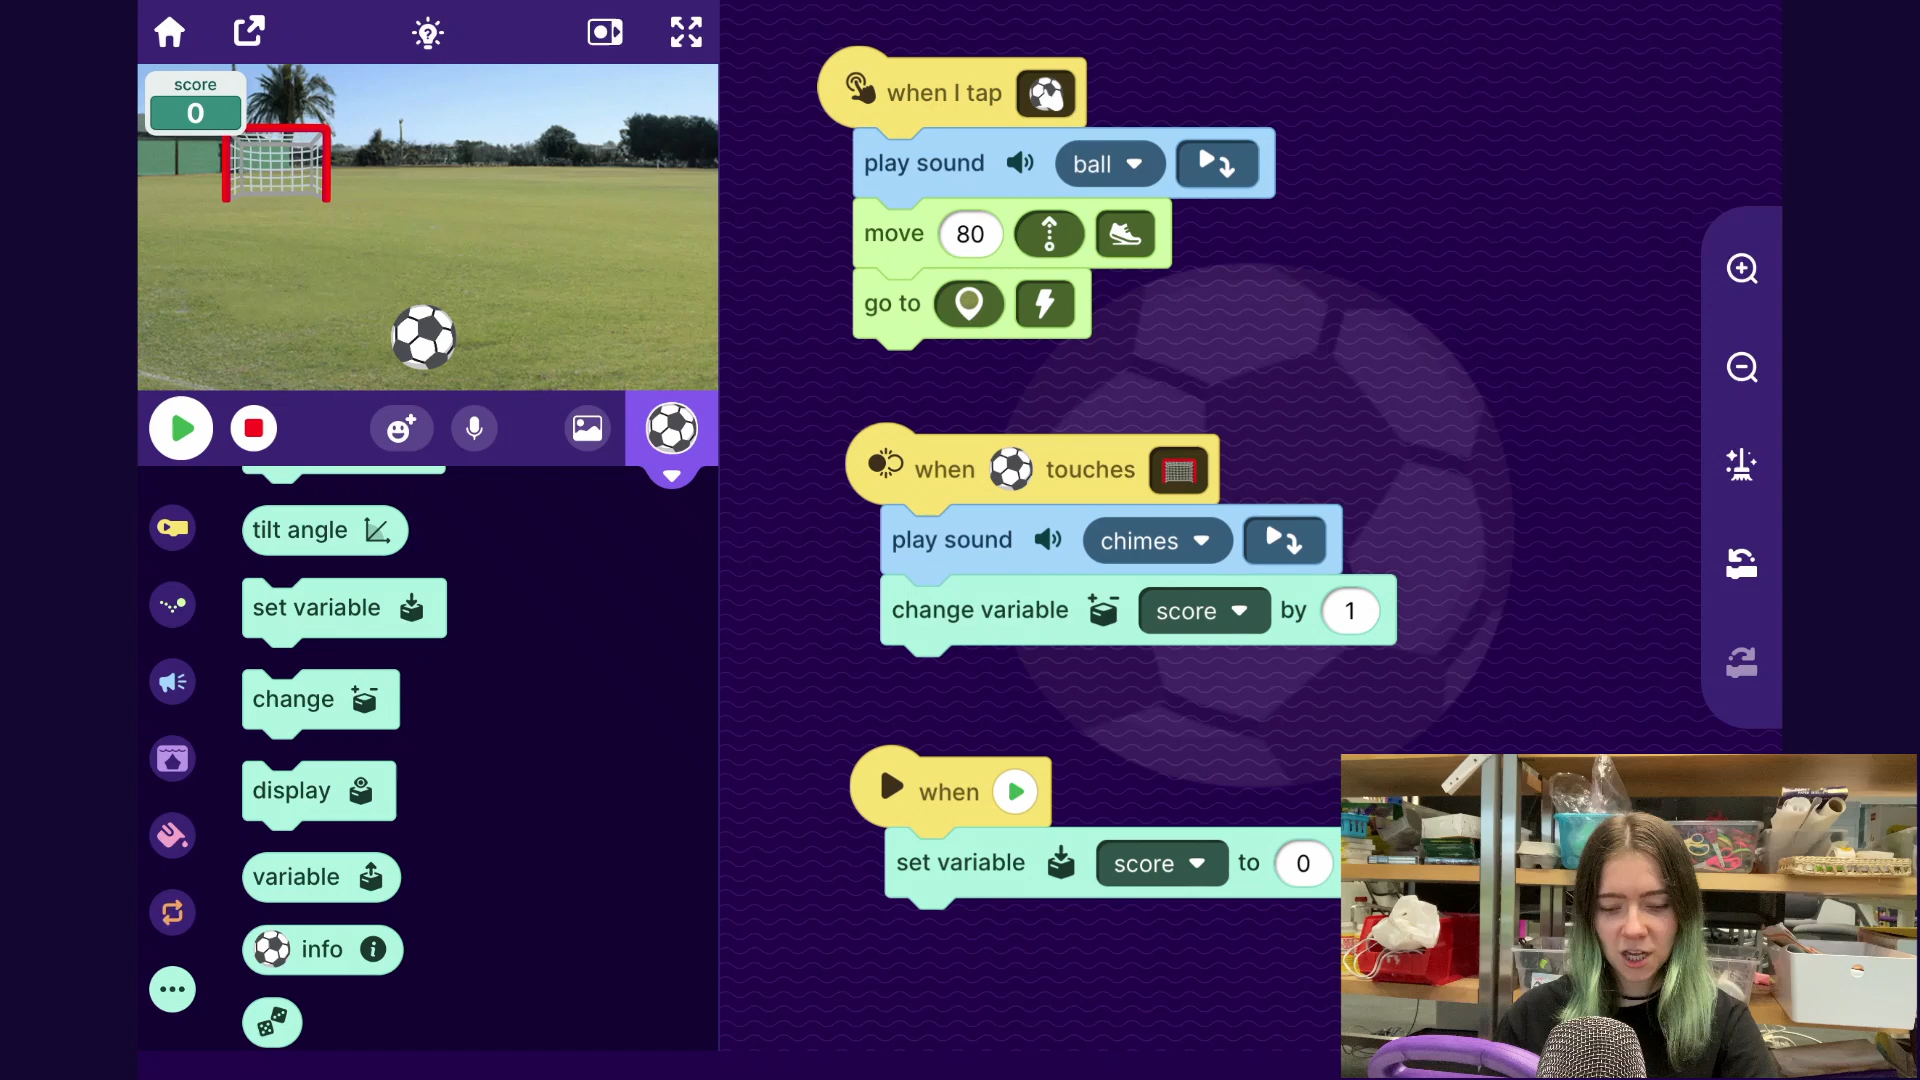 score
0
when I tap
play sound ball
move 80
go to
when touches
play sound chimes
change variable score by 1
when
set variable score to 0
tilt angle
set variable
change
display
variable
info